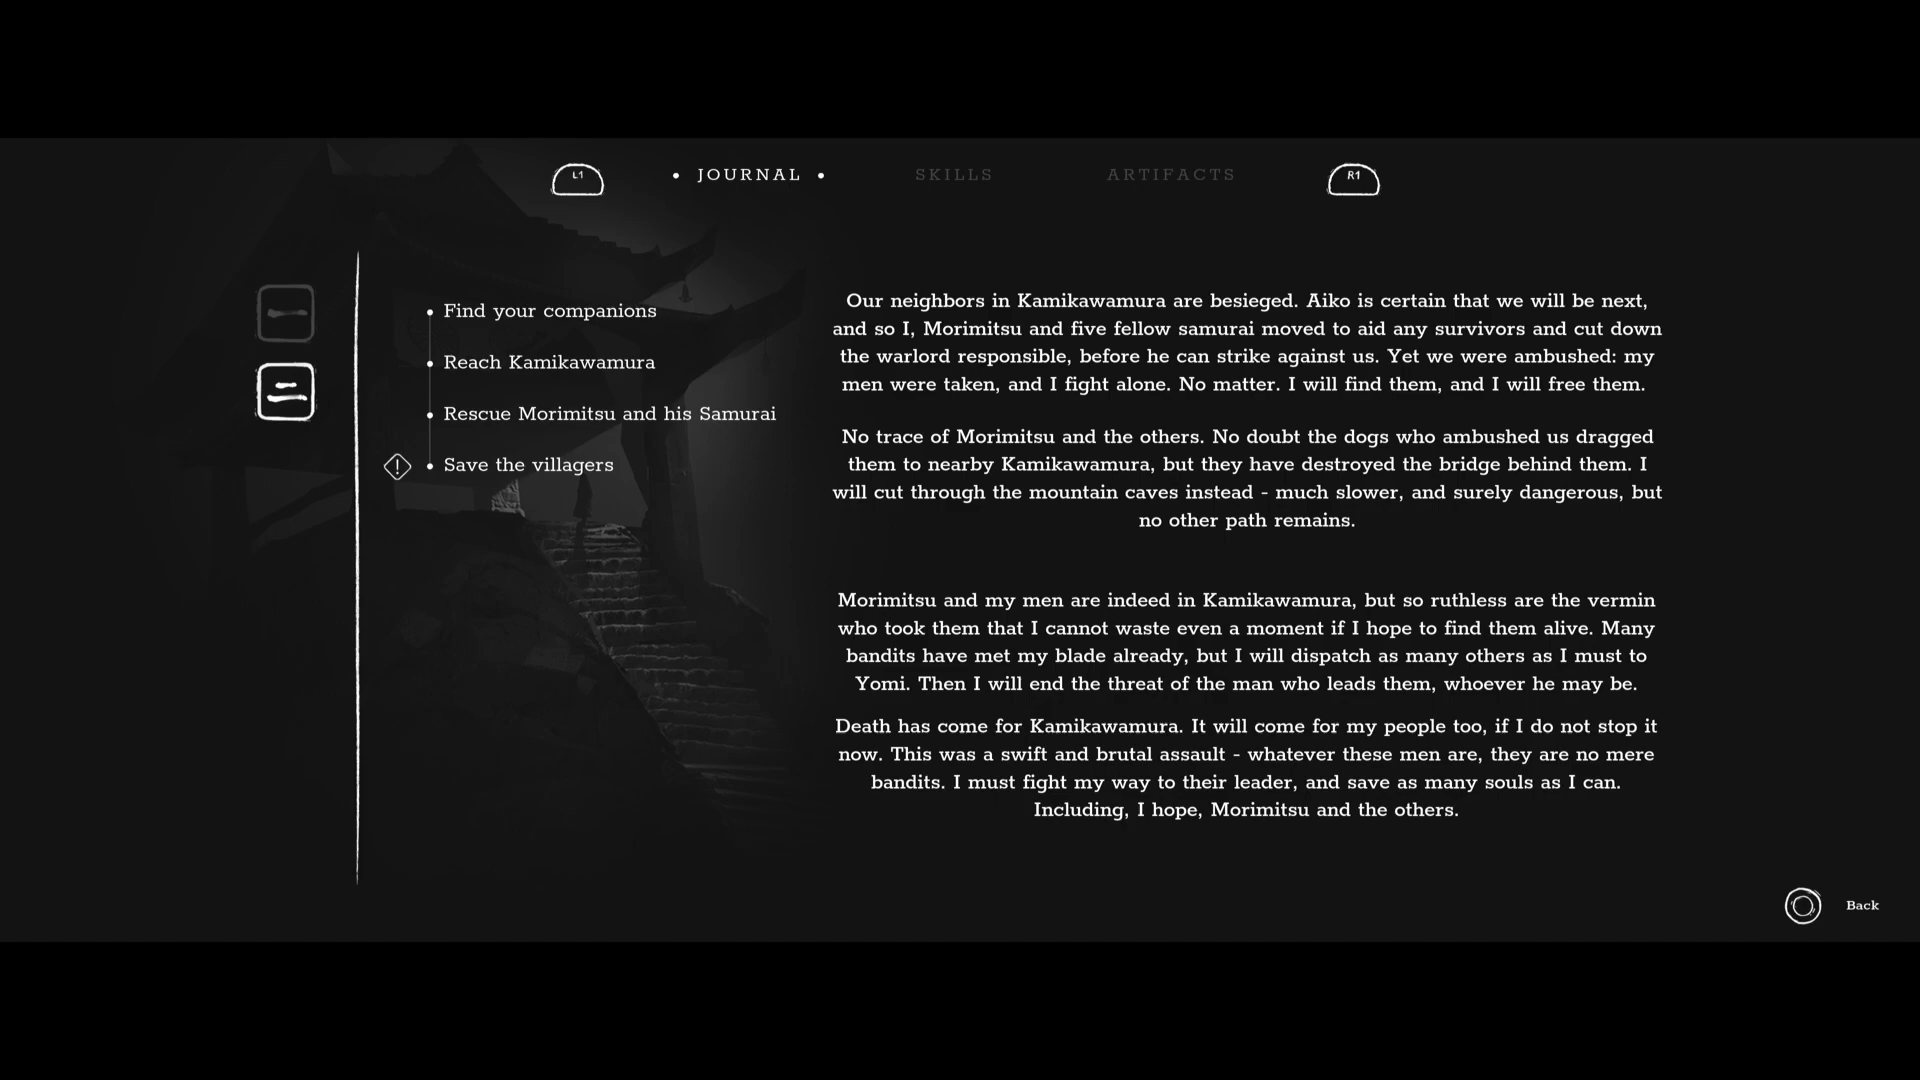 L1
• JOURNAL •
SKILLS
ARTIFACTS
R1
一
二
• Find your companions
• Reach Kamikawamura
• Rescue Morimitsu and his Samurai
! • Save the villagers
Our neighbors in Kamikawamura are besieged. Aiko is certain that we will be next,
and so I, Morimitsu and five fellow samurai moved to aid any survivors and cut down
the warlord responsible, before he can strike against us. Yet we were ambushed: my
men were taken, and I fight alone. No matter. I will find them, and I will free them.
No trace of Morimitsu and the others. No doubt the dogs who ambushed us dragged
them to nearby Kamikawamura, but they have destroyed the bridge behind them. I
will cut through the mountain caves instead - much slower, and surely dangerous, but
no other path remains.
Morimitsu and my men are indeed in Kamikawamura, but so ruthless are the vermin
who took them that I cannot waste even a moment if I hope to find them alive. Many
bandits have met my blade already, but I will dispatch as many others as I must to
Yomi. Then I will end the threat of the man who leads them, whoever he may be.
Death has come for Kamikawamura. It will come for my people too, if I do not stop it
now. This was a swift and brutal assault - whatever these men are, they are no mere
bandits. I must fight my way to their leader, and save as many souls as I can.
Including, I hope, Morimitsu and the others.
Back